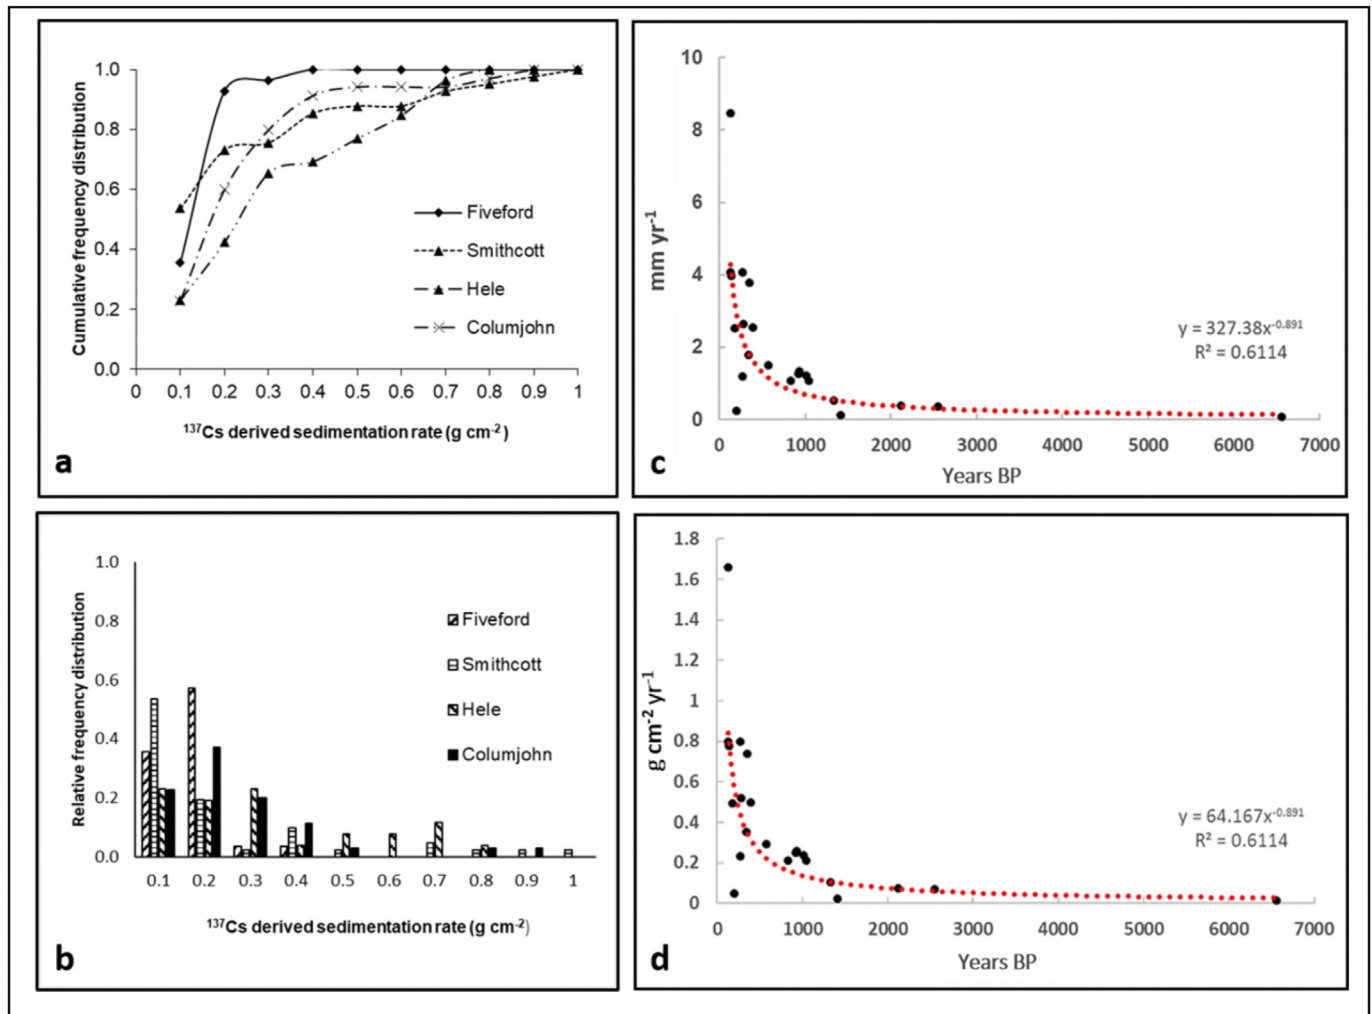 Cumulative frequency distribution
1.0
0.8
0.6
0.4
0.2
0.0
0 0.1 0.2 0.3 0.4 0.5 0.6 0.7 0.8 0.9 1
Fiveford
Smithcott
Hele
Columjohn
137Cs derived sedimentation rate (g cm-2)
a
mm yr-1
10
8
6
4
2
0
0 1000 2000 3000 4000 5000 6000 7000
y = 327.38x-0.891
R² = 0.6114
Years BP
c
Relative frequency distribution
1.0
0.8
0.6
0.4
0.2
0.0
0.1 0.2 0.3 0.4 0.5 0.6 0.7 0.8 0.9 1
Fiveford
Smithcott
Hele
Columjohn
137Cs derived sedimentation rate (g cm-2)
b
g cm-2 yr-1
1.8
1.6
1.4
1.2
1
0.8
0.6
0.4
0.2
0
0 1000 2000 3000 4000 5000 6000 7000
y = 64.167x-0.891
R² = 0.6114
Years BP
d